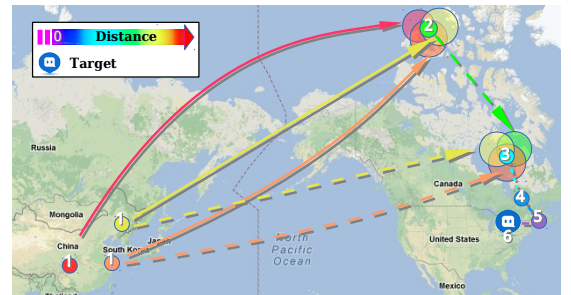 0 Distance
Target
2
Russia
3
Canada
Mongolia
1
4
China
South Korea
Japan
1
1
5
North
Pacific
Ocean
United States
6
Mexico